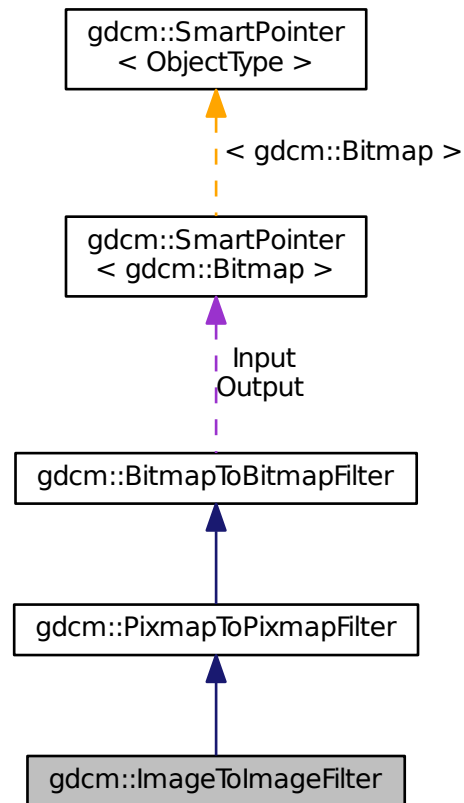 gdcm::SmartPointer
< ObjectType >
< gdcm::Bitmap >
gdcm::SmartPointer
< gdcm::Bitmap >
Input
Output
gdcm::BitmapToBitmapFilter
gdcm::PixmapToPixmapFilter
gdcm::ImageToImageFilter